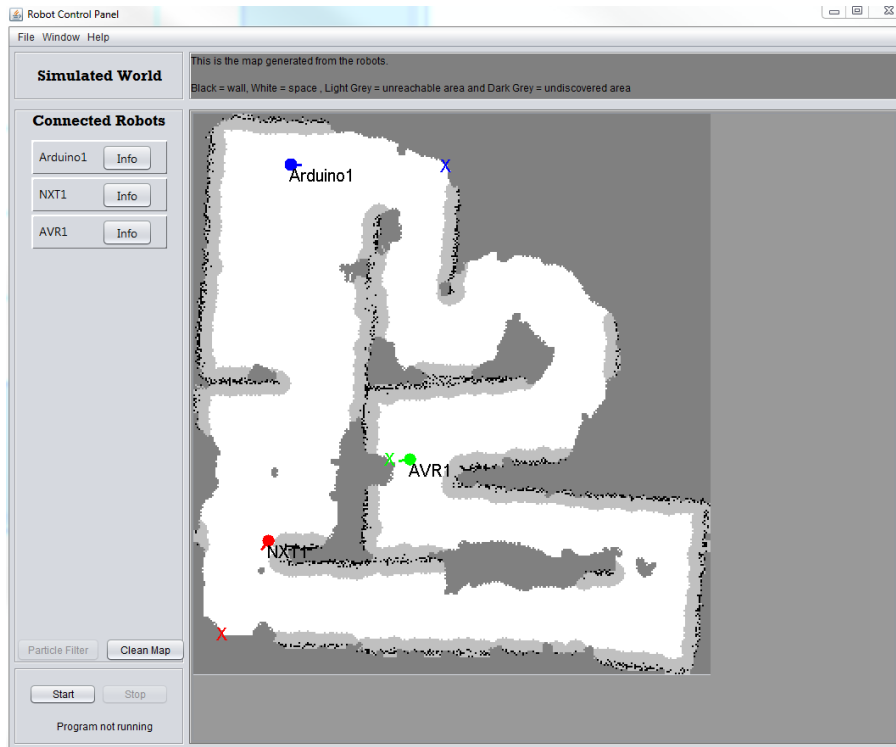 Robot Control Panel
File Window Help
Simulated World
This is the map generated from the robots.
Black = wall, White = space , Light Grey = unreachable area and Dark Grey = undiscovered area
Connected Robots
Arduino1 Info
NXT1 Info
AVR1 Info
X
Arduino1
X
AVR1
NXT1
X
Particle Filter Clean Map
Start Stop
Program not running